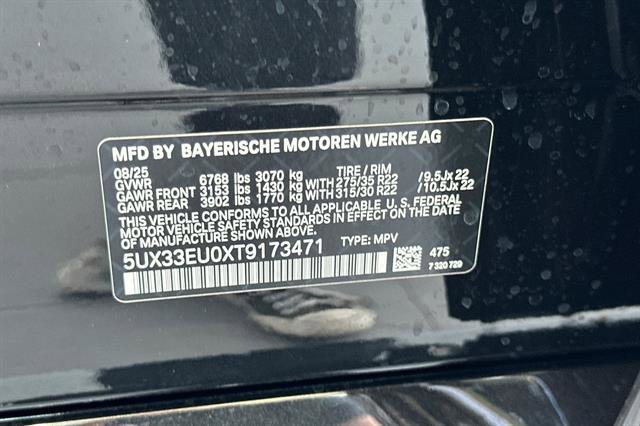 MFD BY BAYERISCHE MOTOREN WERKE AG
08/25
GVWR 6768 lbs 3070 kg TIRE / RIM
GAWR FRONT 3153 lbs 1430 kg WITH 275/35 R22 /9.5Jx22
GAWR REAR 3902 lbs 1770 kg WITH 315/30 R22 /10.5Jx22
THIS VEHICLE CONFORMS TO ALL APPLICABLE U. S. FEDERAL
MOTOR VEHICLE SAFETY STANDARDS IN EFFECT ON
THE DATE OF MANUFACTURE SHOWN ABOVE.
5UX33EU0XT9173471 TYPE: MPV 475
7 320 729